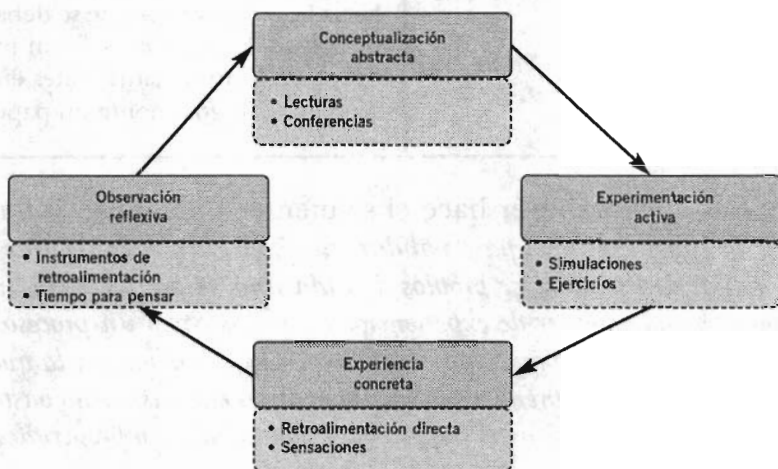 Conceptualización
abstracta
• Lecturas
• Conferencias
Observación
reflexiva
• Instrumentos de
retroalimentación
• Tiempo para pensar
Experimentación
activa
• Simulaciones
• Ejercicios
Experiencia
concreta
• Retroalimentación directa
• Sensaciones